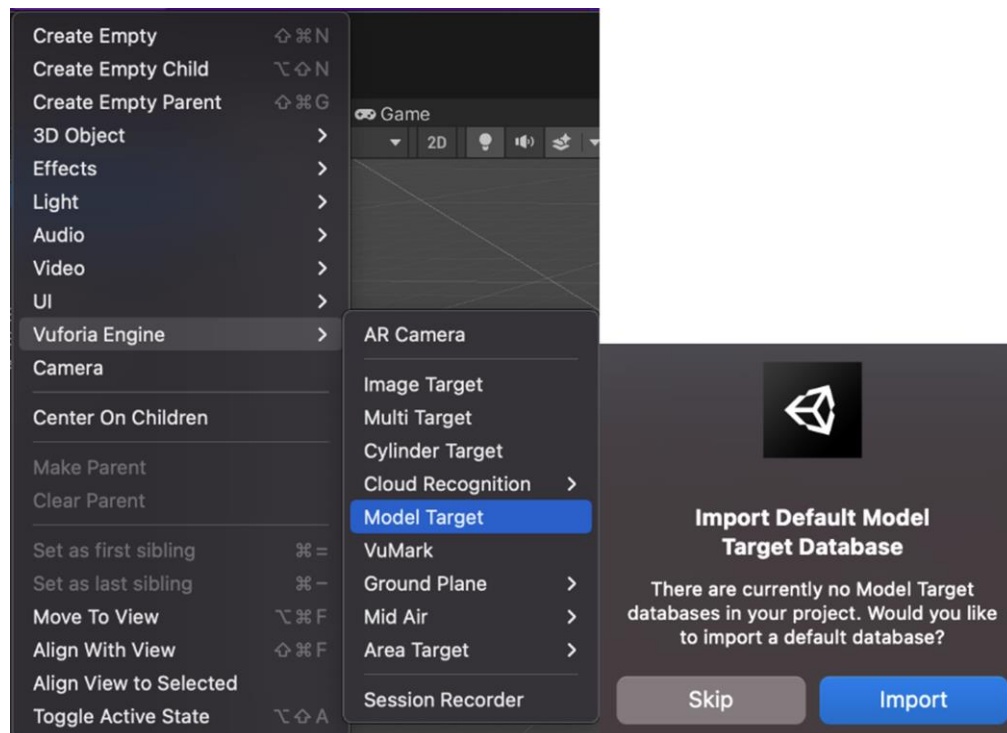 Create Empty ⇧⌘N
Create Empty Child ⌥⇧N
Create Empty Parent ⇧⌘G
3D Object >
Effects >
Light >
Audio >
Video >
UI >
Vuforia Engine >
Camera
Center On Children
Make Parent
Clear Parent
Set as first sibling ⌘=
Set as last sibling ⌘-
Move To View ⌥⌘F
Align With View ⇧⌘F
Align View to Selected
Toggle Active State ⌥⇧A
Game
2D
AR Camera
Image Target
Multi Target
Cylinder Target
Cloud Recognition >
Model Target
VuMark
Ground Plane >
Mid Air >
Area Target >
Session Recorder
Import Default Model
Target Database
There are currently no Model Target
databases in your project. Would you like
to import a default database?
Skip
Import